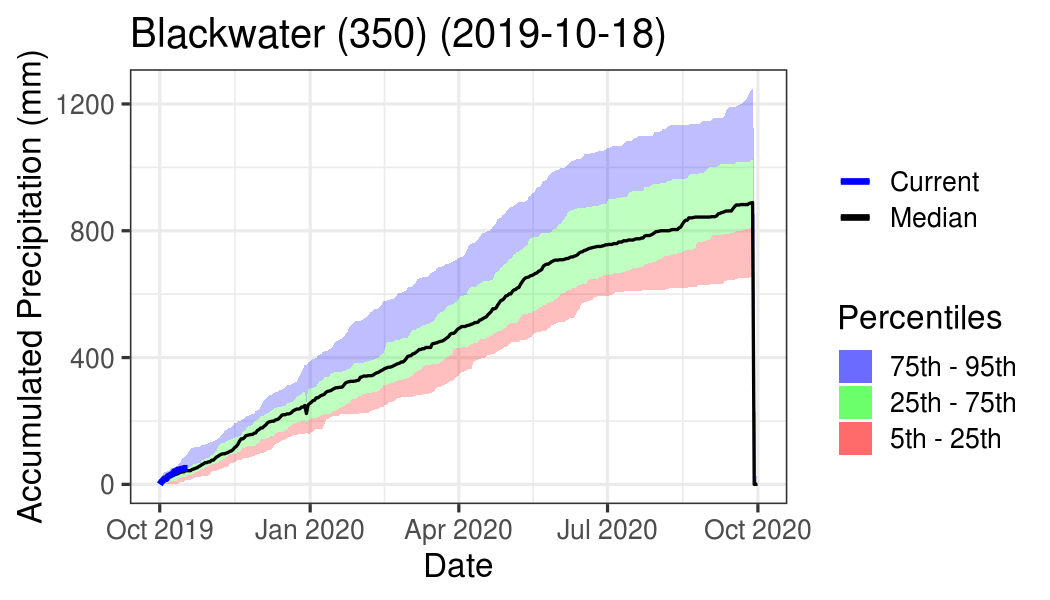 Blackwater (350) (2019-10-18)
Accumulated Precipitation (mm)
1200
800
400
0
Oct 2019
Jan 2020
Apr 2020
Jul 2020
Oct 2020
Date
Current
Median
Percentiles
75th - 95th
25th - 75th
5th - 25th